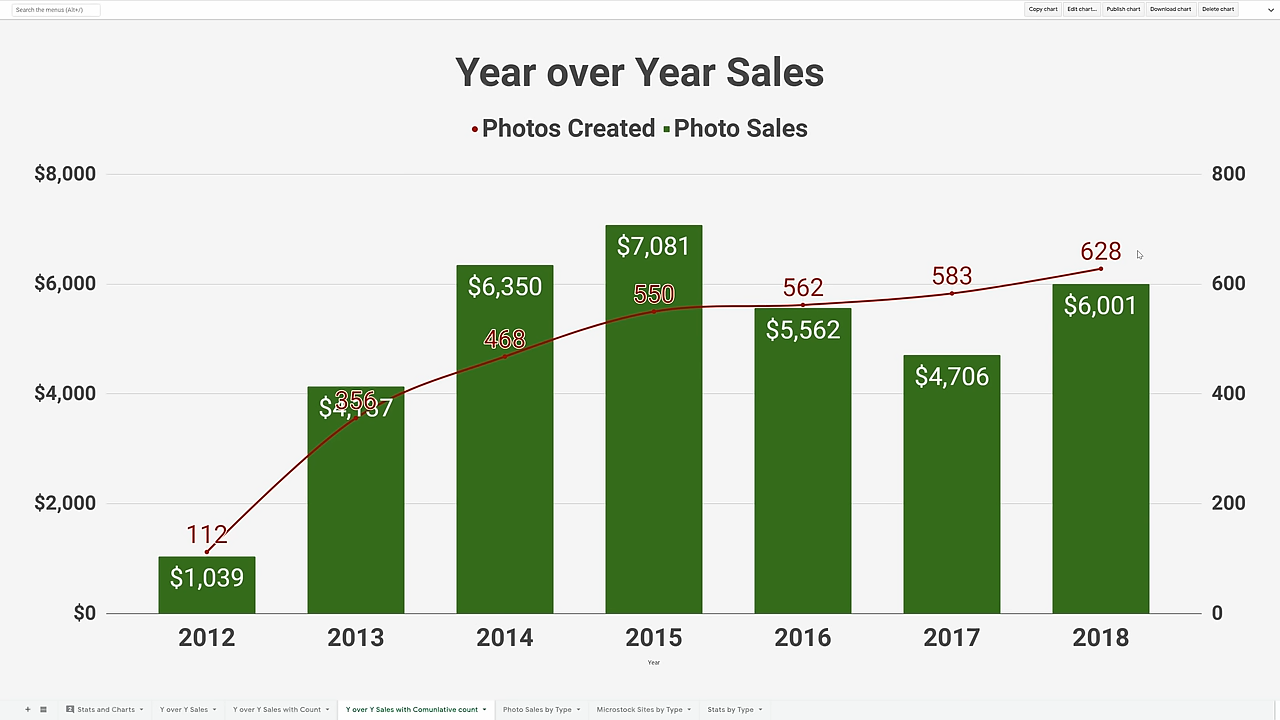 Search the menus (Alt+/)
Copy chart Edit chart... Publish chart Download chart Delete chart
Year over Year Sales
Photos Created Photo Sales
$8,000 800
$7,081
628
$6,350 550 562 583
$6,000 $6,001 600
468 $5,562
$4,706
356
$4,137
$4,000 400
$2,000 200
112
$1,039
$0 0
2012 2013 2014 2015 2016 2017 2018
Year
+ Stats and Charts Y over Y Sales Y over Y Sales with Count Y over Y Sales with Comunlative count Photo Sales by Type Microstock Sites by Type Stats by Type